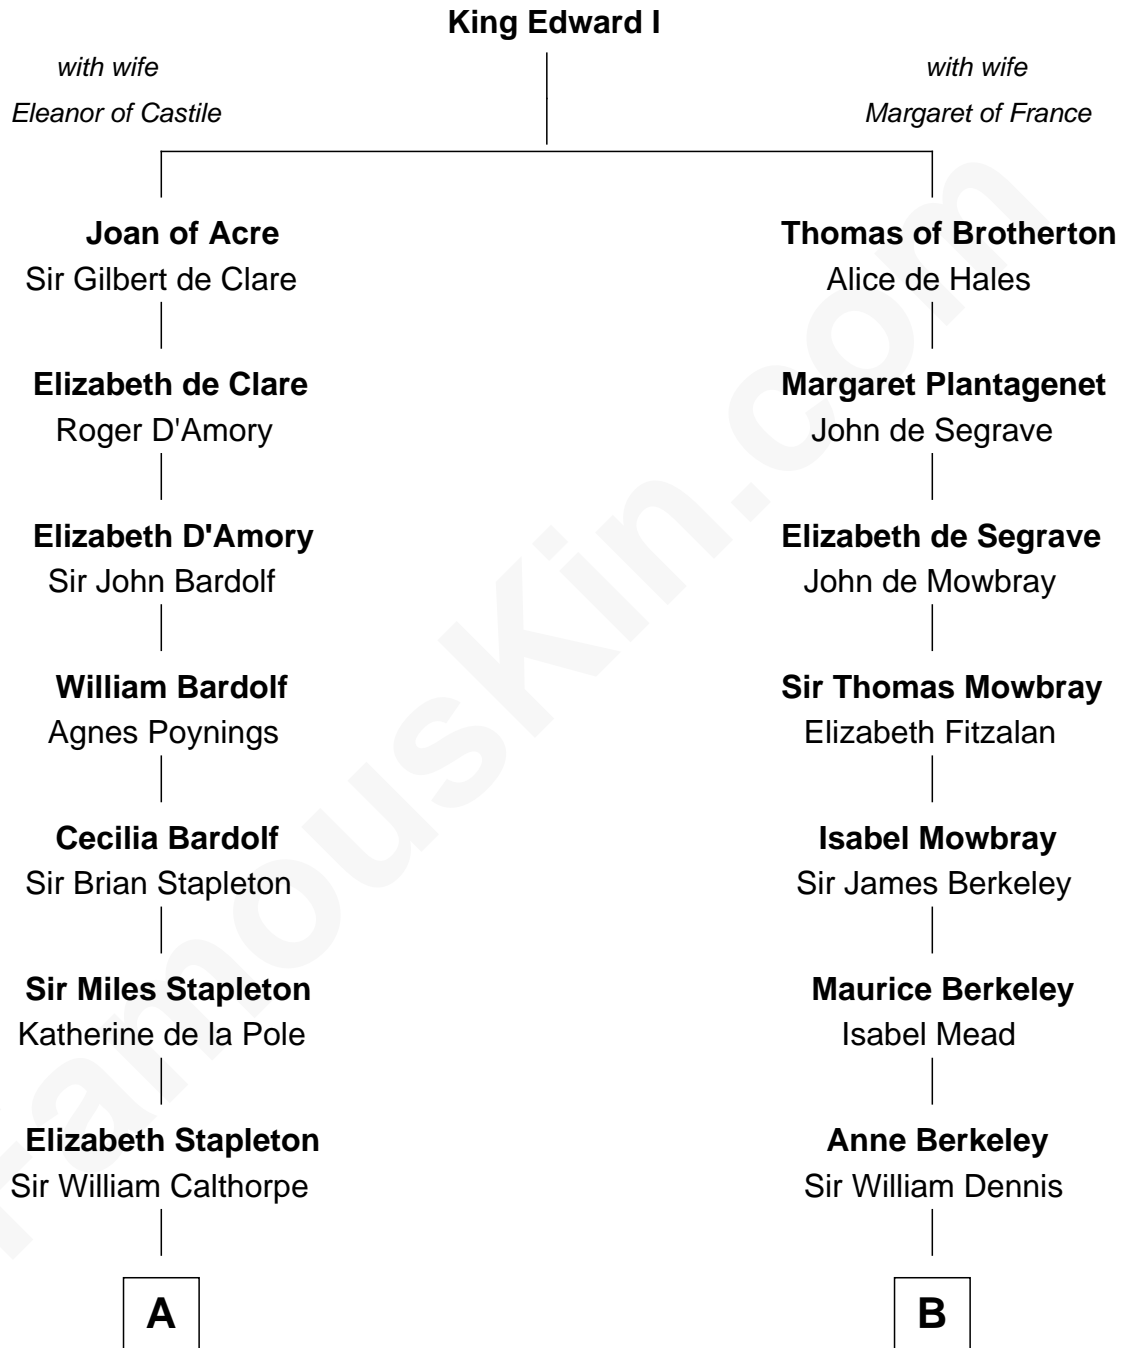 King Edward I
with wife
Eleanor of Castile
with wife
Margaret of France
Joan of Acre
Sir Gilbert de Clare
Thomas of Brotherton
Alice de Hales
Elizabeth de Clare
Roger D'Amory
Margaret Plantagenet
John de Segrave
Elizabeth D'Amory
Sir John Bardolf
Elizabeth de Segrave
John de Mowbray
William Bardolf
Agnes Poynings
Sir Thomas Mowbray
Elizabeth Fitzalan
Cecilia Bardolf
Sir Brian Stapleton
Isabel Mowbray
Sir James Berkeley
Sir Miles Stapleton
Katherine de la Pole
Maurice Berkeley
Isabel Mead
Elizabeth Stapleton
Sir William Calthorpe
Anne Berkeley
Sir William Dennis
A
B
FamousKin.com